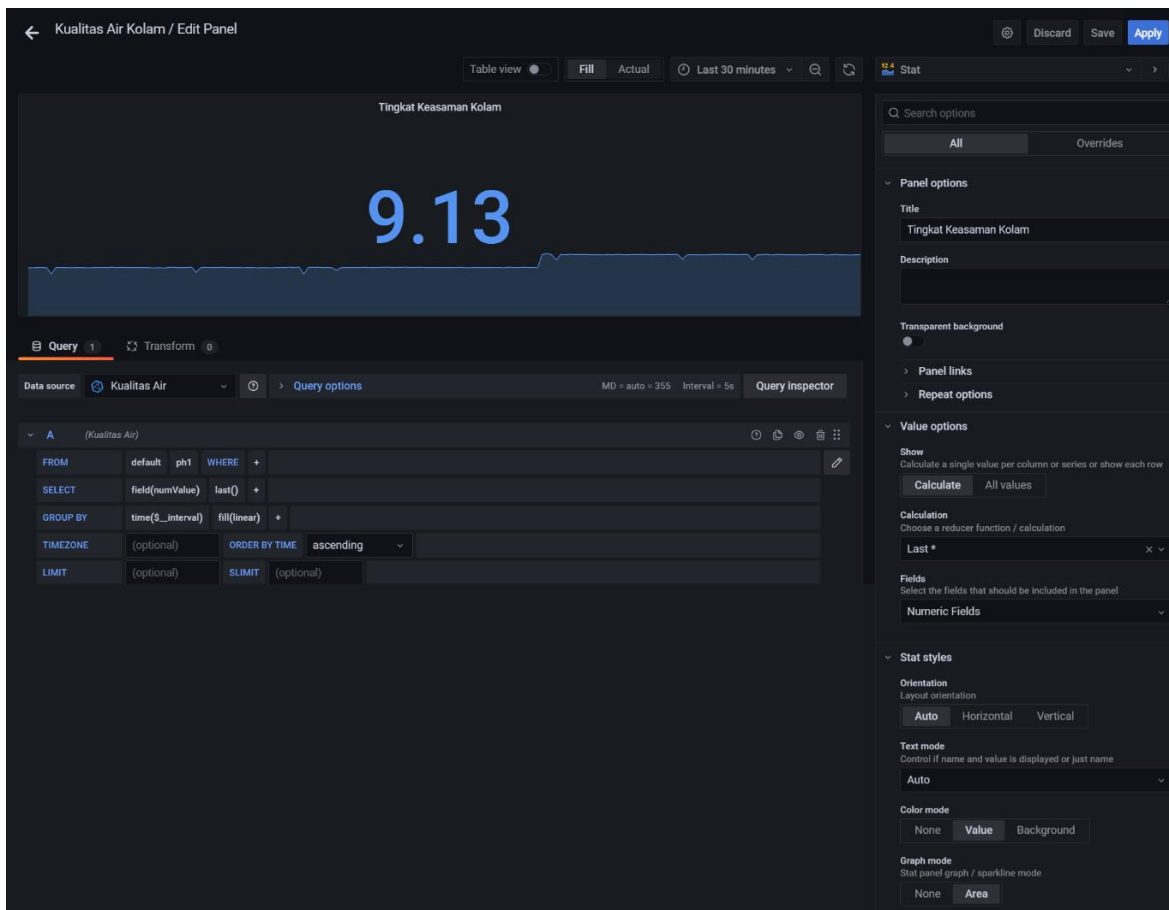 Kualitas Air Kolam / Edit Panel
Discard Save Apply
Table view Fill Actual Last 30 minutes
12.4 Stat
Tingkat Keasaman Kolam
9.13
Search options
All Overrides
Panel options
Title
Tingkat Keasaman Kolam
Description
Transparent background
Panel links
Repeat options
Query 1 Transform 0
Data source Kualitas Air Query options MD = auto = 355 Interval = 5s Query inspector
A (Kualitas Air)
FROM default ph1 WHERE +
SELECT field(numValue) last() +
GROUP BY time($__interval) fill(linear) +
TIMEZONE (optional) ORDER BY TIME ascending
LIMIT (optional) SLIMIT (optional)
Value options
Show
Calculate a single value per column or series or show each row
Calculate All values
Calculation
Choose a reducer function / calculation
Last *
Fields
Select the fields that should be included in the panel
Numeric Fields
Stat styles
Orientation
Layout orientation
Auto Horizontal Vertical
Text mode
Control if name and value is displayed or just name
Auto
Color mode
None Value Background
Graph mode
Stat panel graph / sparkline mode
None Area